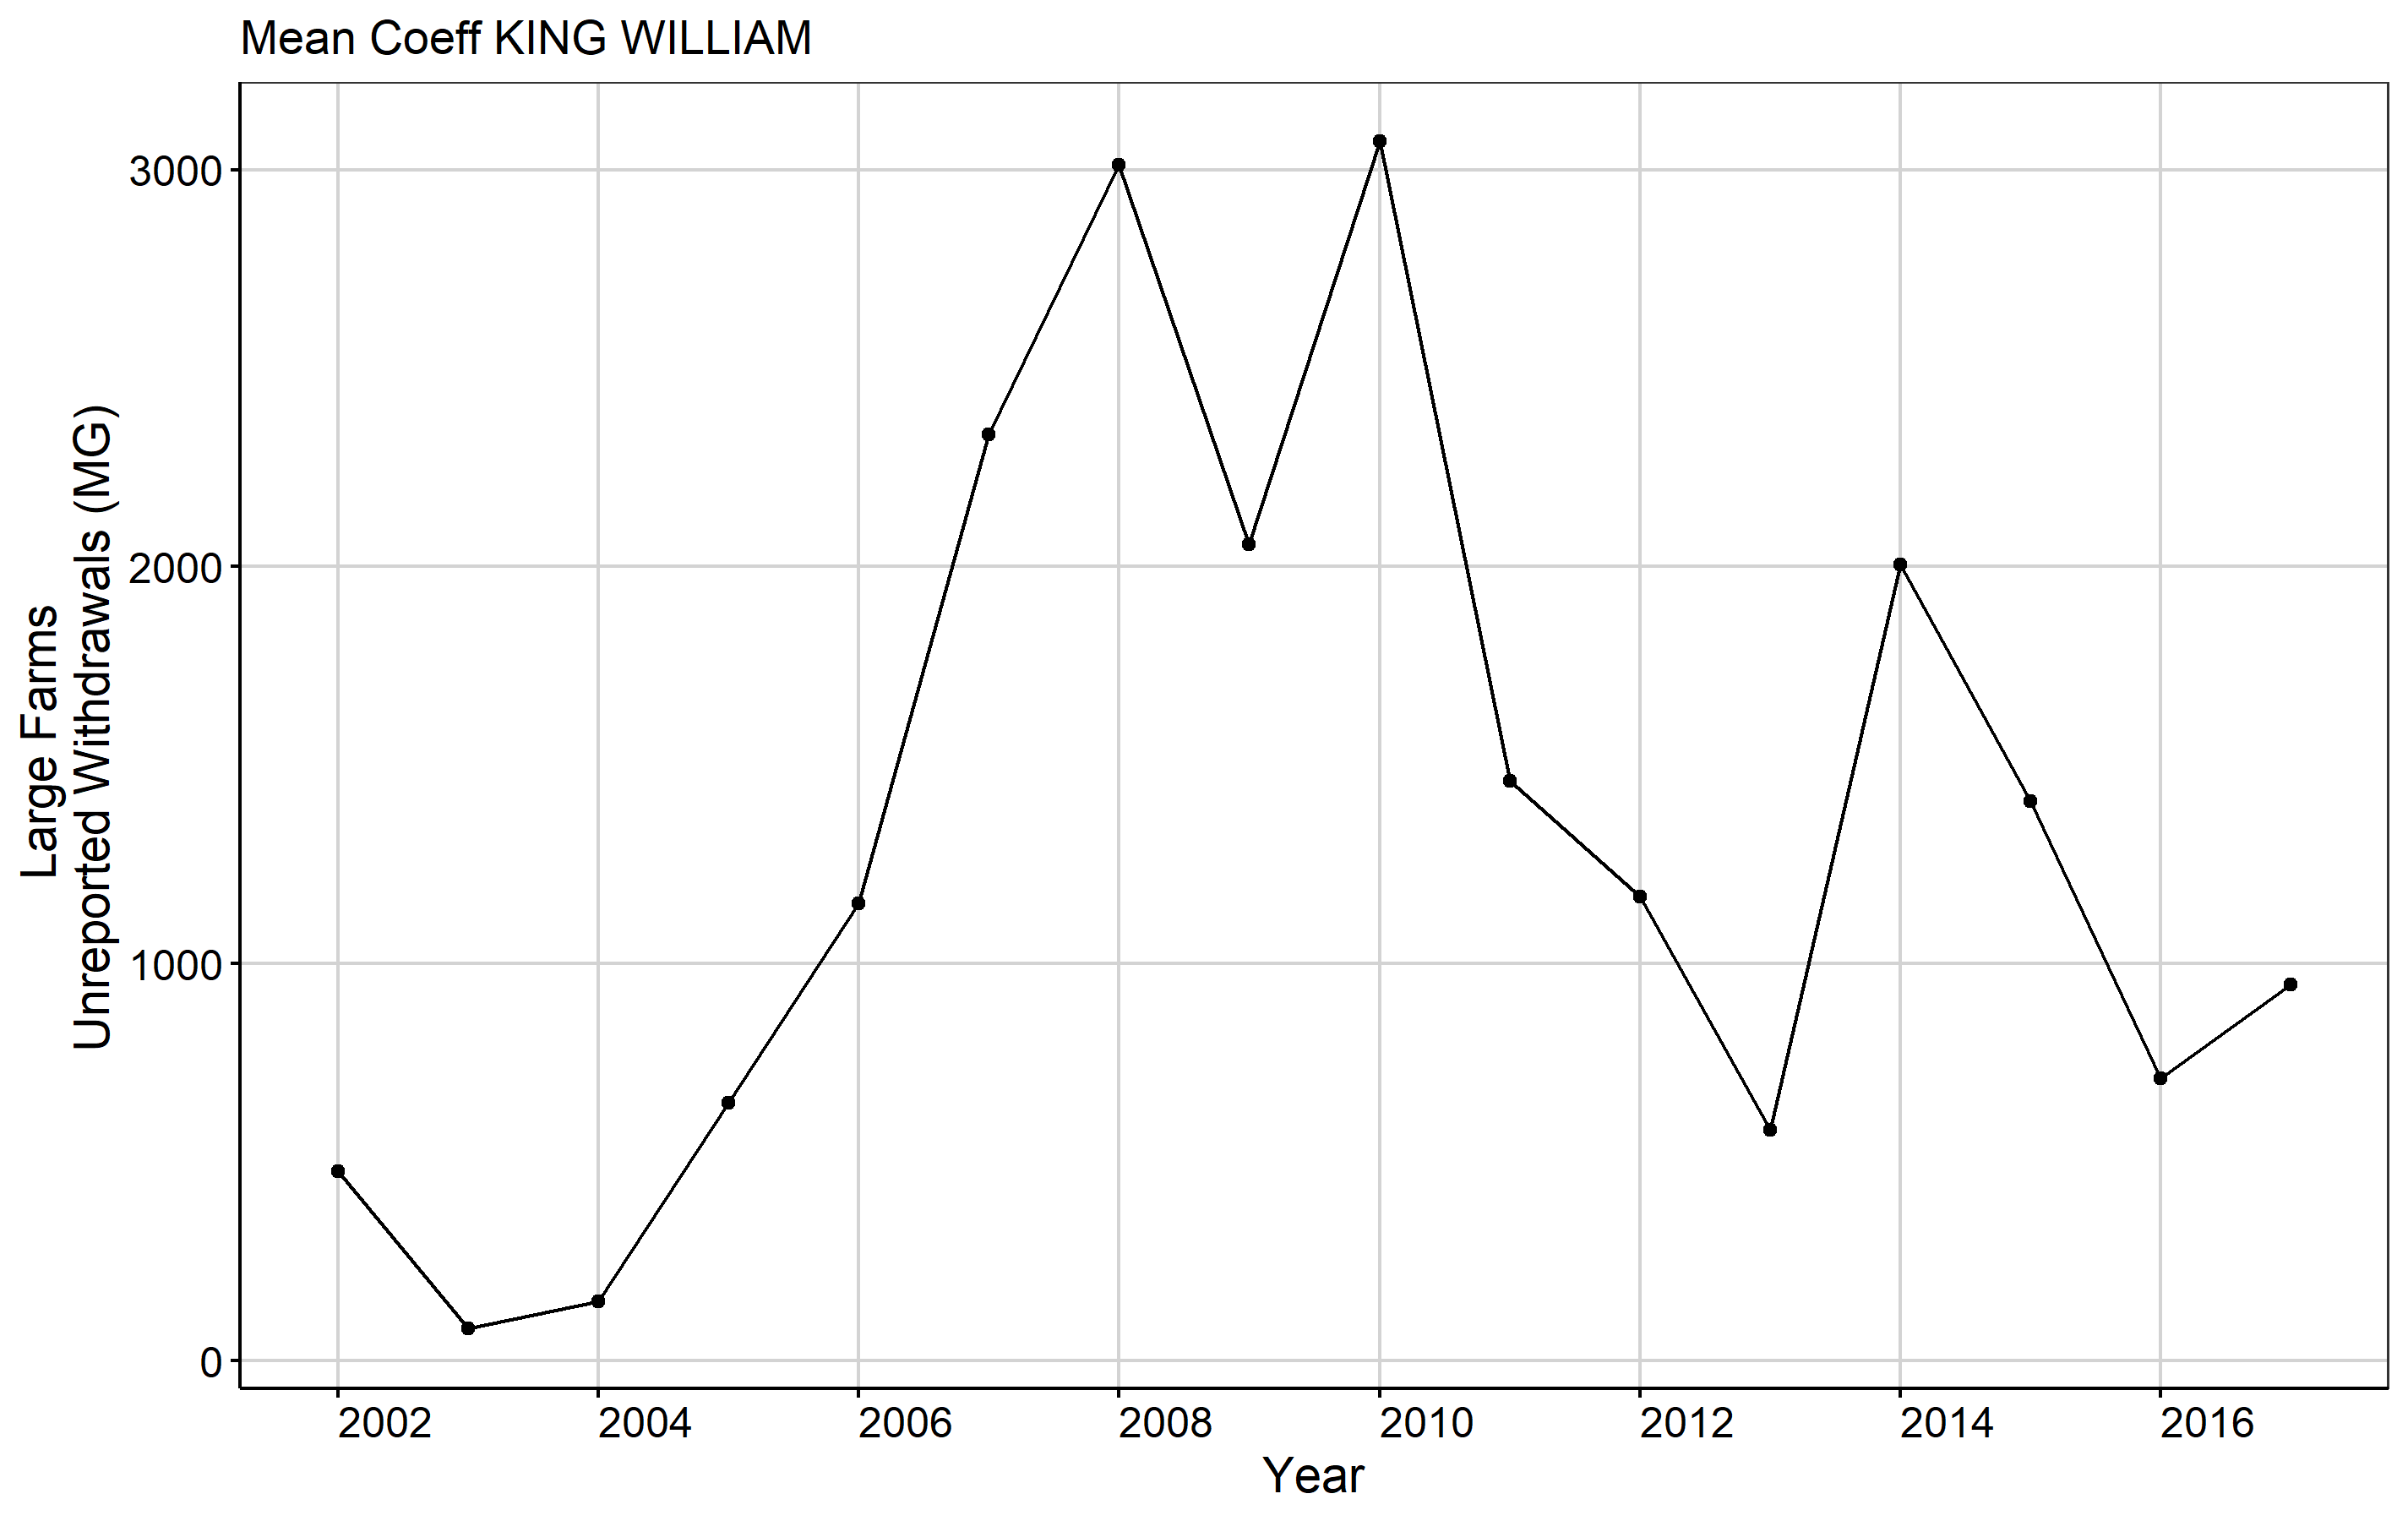 Mean Coeff KING WILLIAM
Large Farms
Unreported Withdrawals (MG)
3000
2000
1000
0
2002 2004 2006 2008 2010 2012 2014 2016
Year